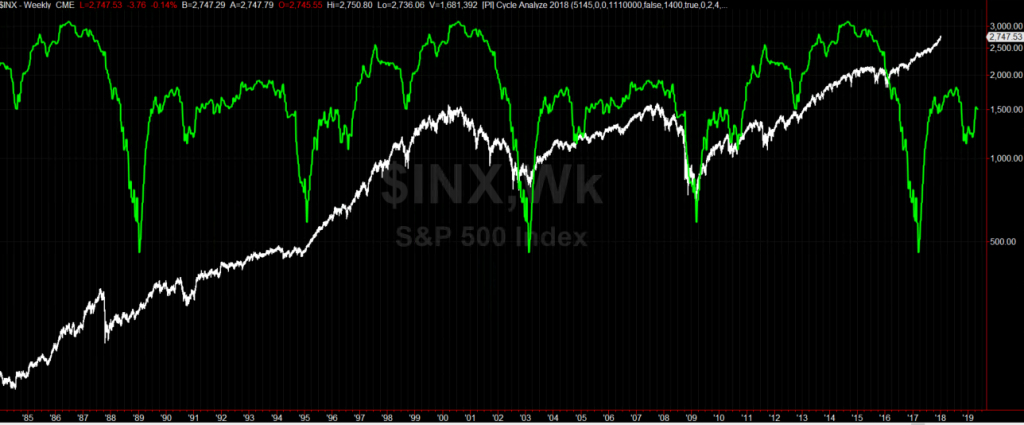 $INX - Weekly CME L=2,747.53 -3.76 -0.14% B=2,747.29 A=2,747.79 O=2,745.55 Hi=2,750.80 Lo=2,736.06 V=1,681,392 [PI] Cycle Analyze 2018 (5145,0,0,1110000,false,1400,true,0,2,4,...
3,000.00
2,747.53
2,500.00
2,000.00
1,500.00
1,000.00
$INX,Wk
S&P 500 Index
500.00
'85 '86 '87 '88 '89 '90 '91 '92 '93 '94 '95 '96 '97 '98 '99 '00 '01 '02 '03 '04 '05 '06 '07 '08 '09 '10 '11 '12 '13 '14 '15 '16 '17 '18 '19